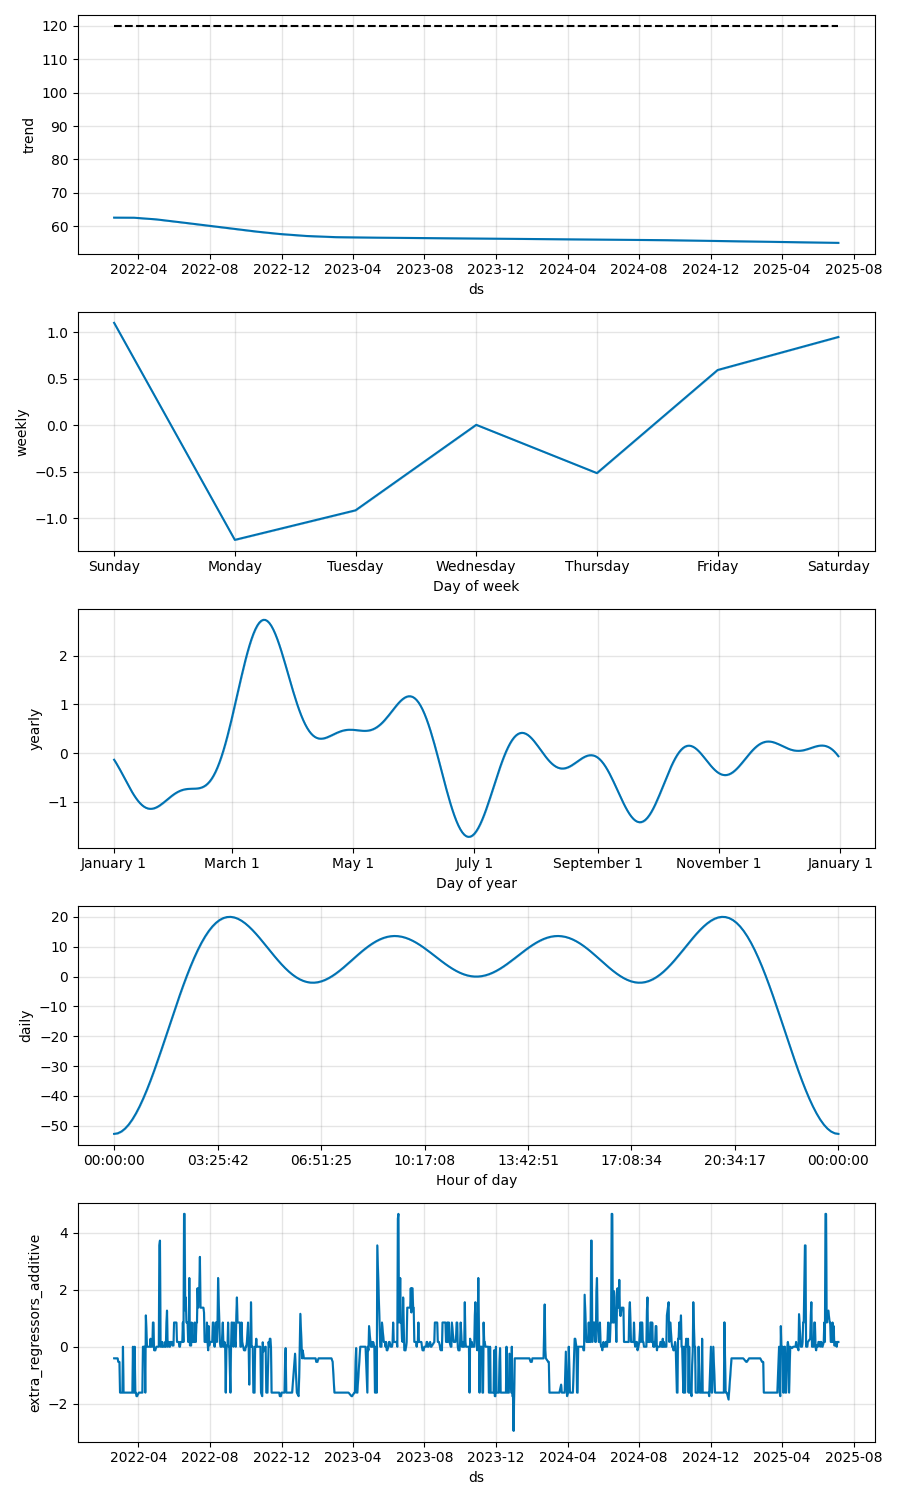 120
110
100
90
80
70
60
trend
2022-04 2022-08 2022-12 2023-04 2023-08 2023-12 2024-04 2024-08 2024-12 2025-04 2025-08
ds
1.0
0.5
0.0
−0.5
−1.0
weekly
Sunday Monday Tuesday Wednesday Thursday Friday Saturday
Day of week
2
1
0
−1
yearly
January 1 March 1 May 1 July 1 September 1 November 1 January 1
Day of year
20
10
0
−10
−20
−30
−40
−50
daily
00:00:00 03:25:42 06:51:25 10:17:08 13:42:51 17:08:34 20:34:17 00:00:00
Hour of day
4
2
0
−2
extra_regressors_additive
2022-04 2022-08 2022-12 2023-04 2023-08 2023-12 2024-04 2024-08 2024-12 2025-04 2025-08
ds